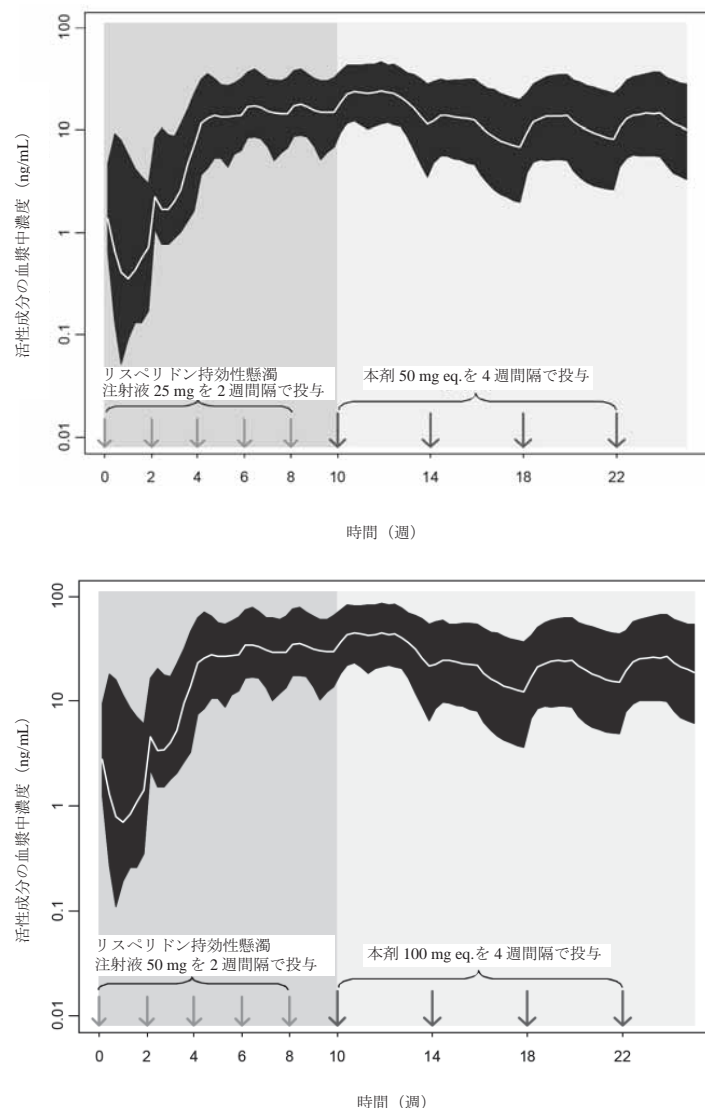 100
10
1
0.1
0.01
活性成分の血漿中濃度（ng/mL）
リスペリドン持効性懸濁
注射液 25 mg を 2 週間隔で投与
本剤 50 mg eq.を 4 週間隔で投与
0 2 4 6 8 10 14 18 22
時間（週）
100
10
1
0.1
0.01
活性成分の血漿中濃度（ng/mL）
リスペリドン持効性懸濁
注射液 50 mg を 2 週間隔で投与
本剤 100 mg eq.を 4 週間隔で投与
0 2 4 6 8 10 14 18 22
時間（週）